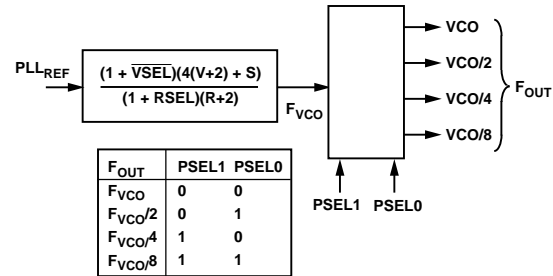 PLL_REF
(1 + V̅S̅E̅L̅)(4(V+2) + S)
(1 + RSEL)(R+2)
F_VCO
VCO
VCO/2
VCO/4
VCO/8
F_OUT
PSEL1 PSEL0
F_OUT PSEL1 PSEL0
F_VCO 0 0
F_VCO/2 0 1
F_VCO/4 1 0
F_VCO/8 1 1